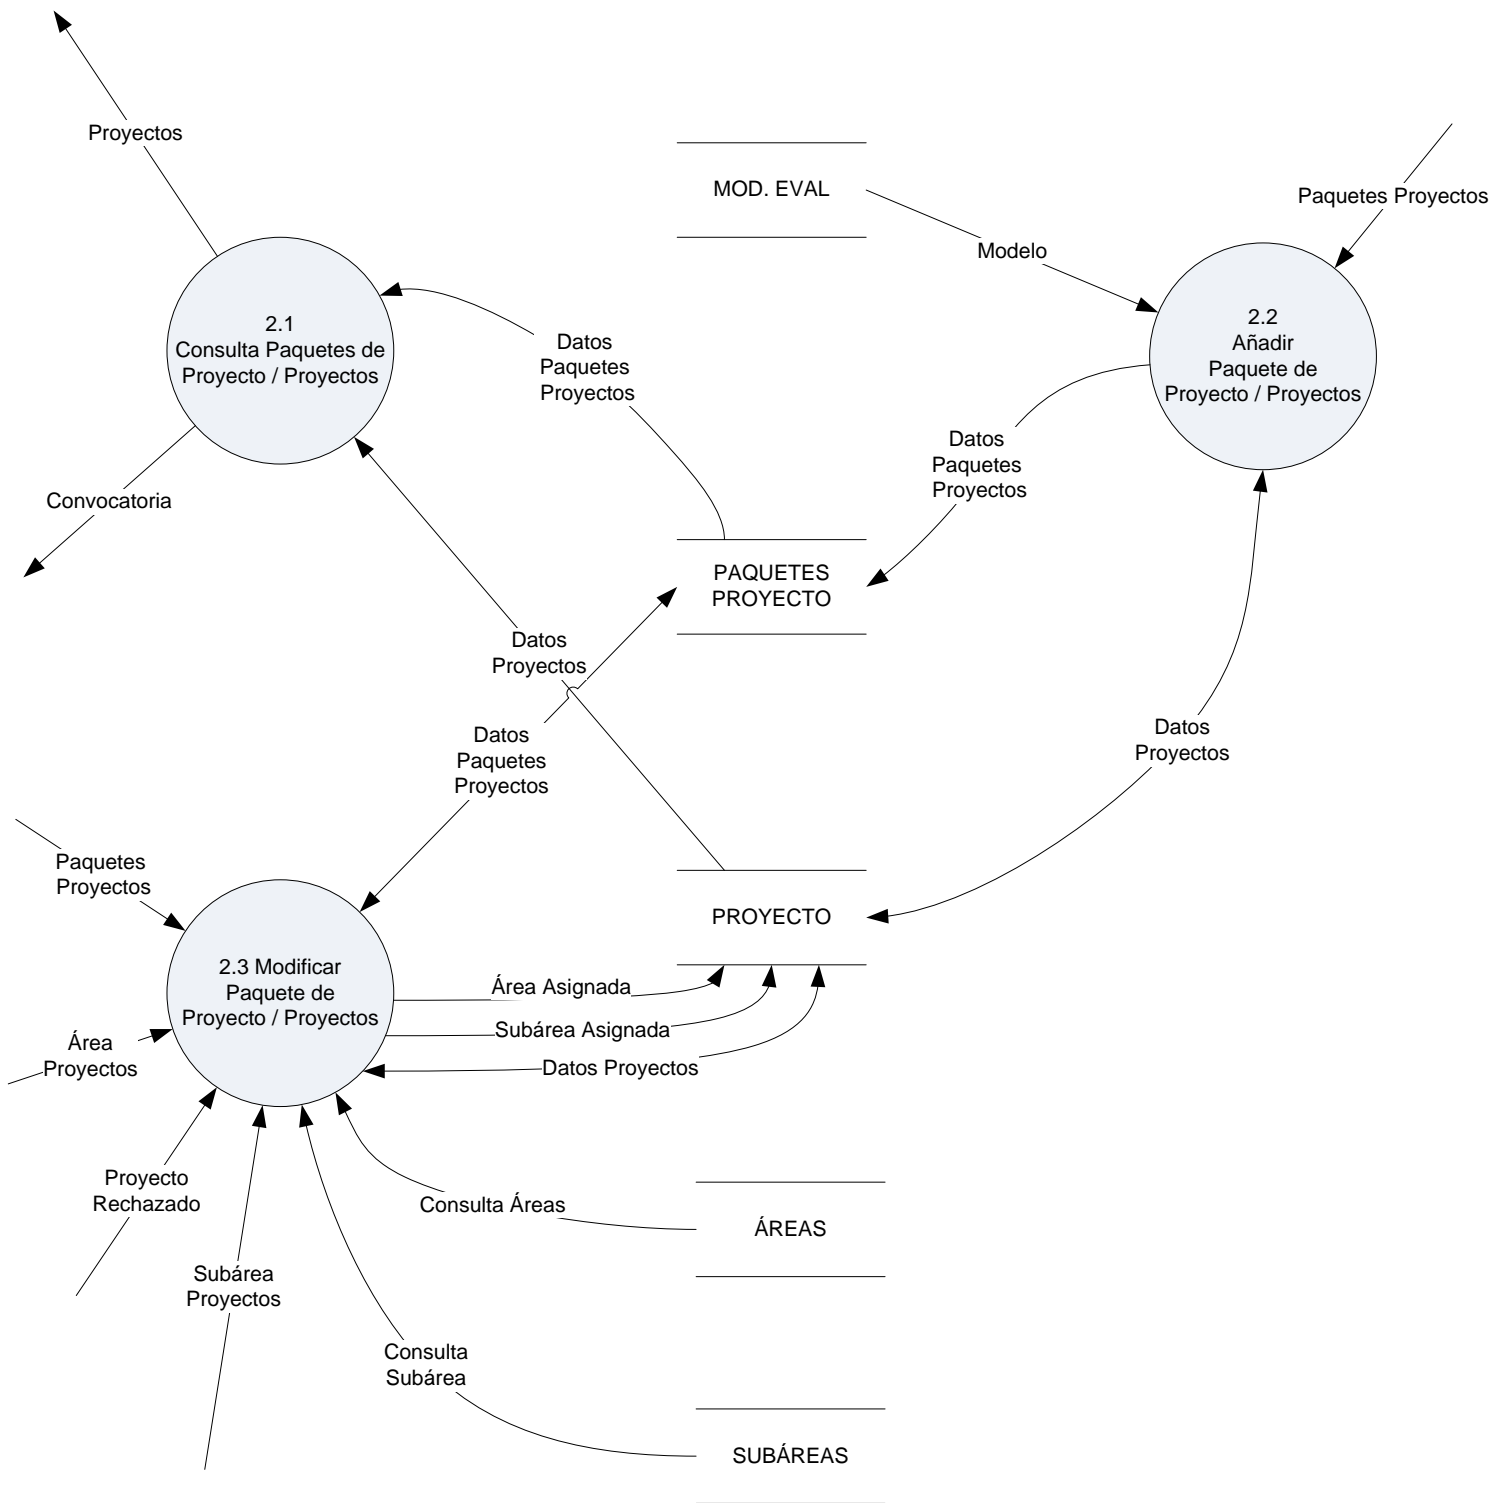 Proyectos
MOD. EVAL
Paquetes Proyectos
Modelo
2.1
Consulta Paquetes de
Proyecto / Proyectos
2.2
Añadir
Paquete de
Proyecto / Proyectos
Datos
Paquetes
Proyectos
Datos
Paquetes
Proyectos
Convocatoria
PAQUETES
PROYECTO
Datos
Proyectos
Datos
Paquetes
Proyectos
Datos
Proyectos
Paquetes
Proyectos
PROYECTO
2.3 Modificar
Paquete de
Proyecto / Proyectos
Área Asignada
Subárea Asignada
Datos Proyectos
Área
Proyectos
Proyecto
Rechazado
Consulta Áreas
ÁREAS
Subárea
Proyectos
Consulta
Subárea
SUBÁREAS